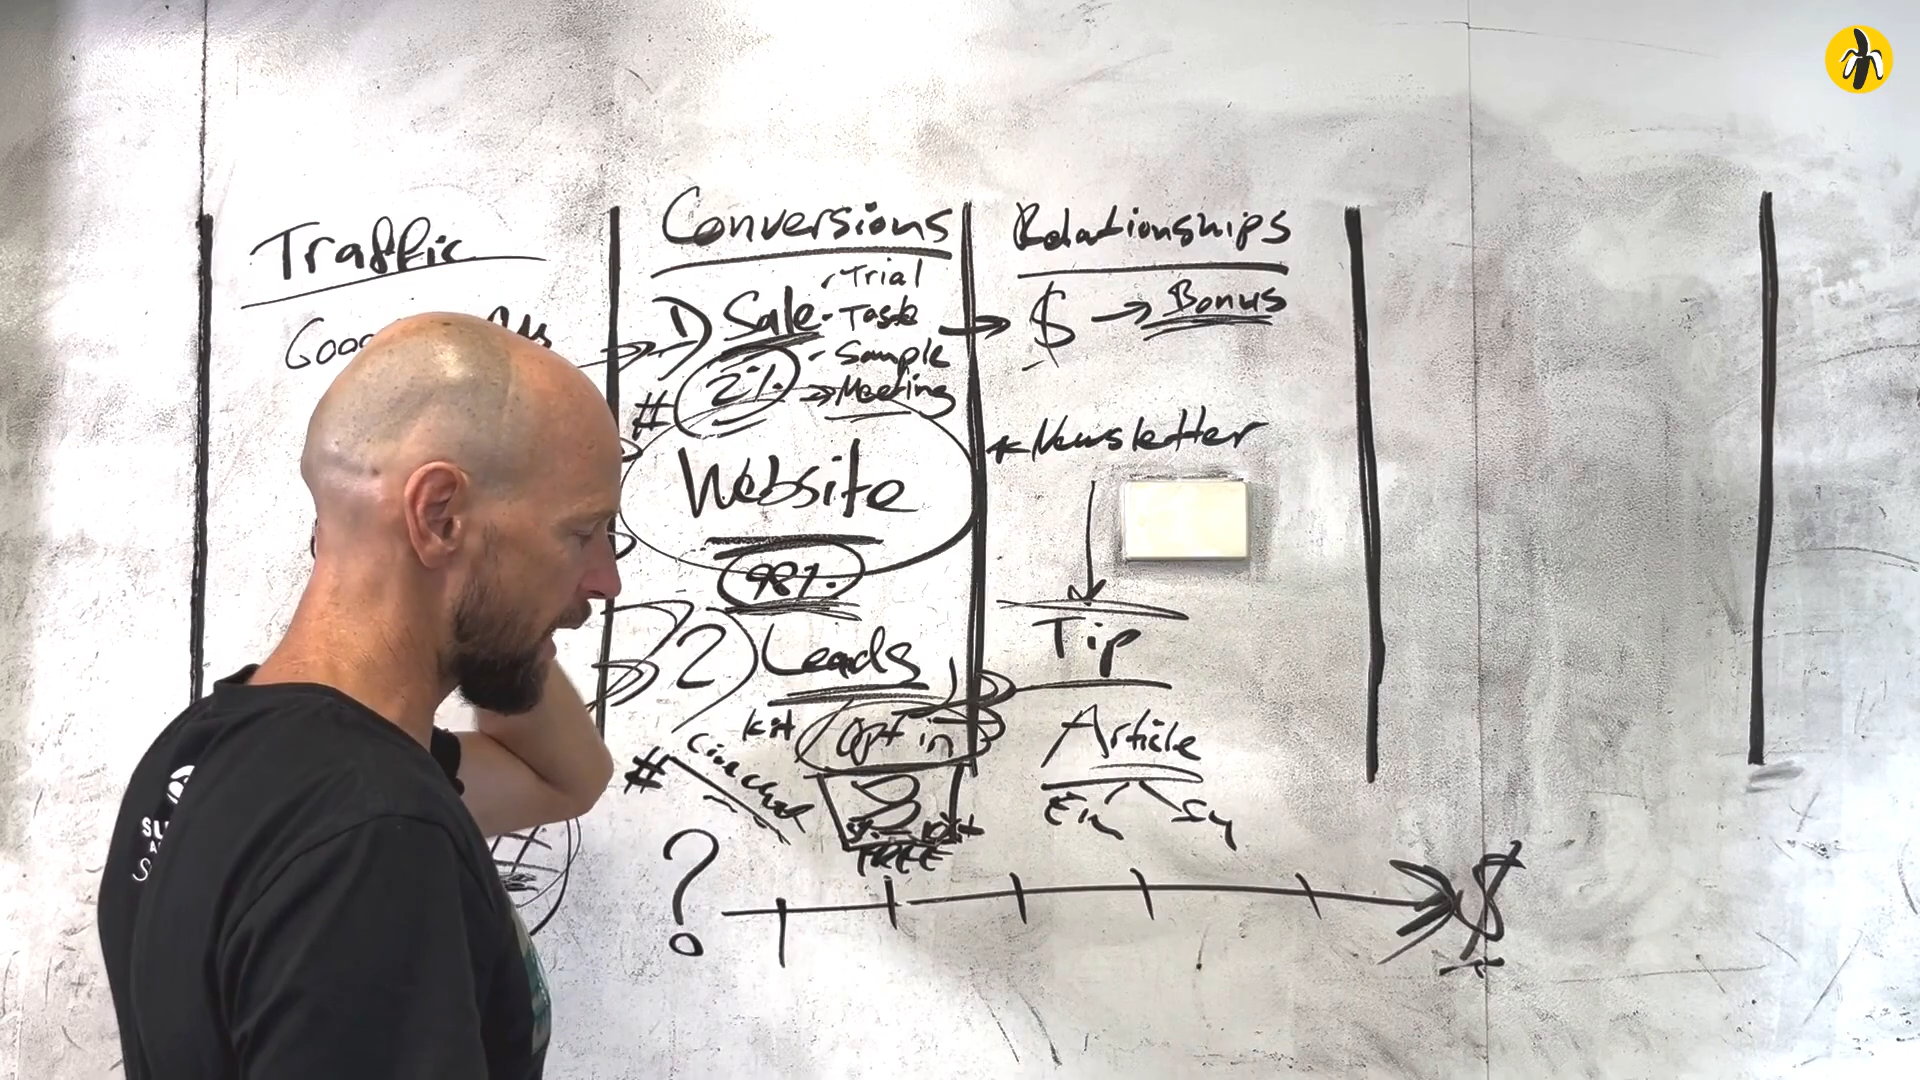 Traffic
Conversions
1) Sale
- Trial
- Taste
- Sample
→ Meeting
# 2%
Website
98%
2) Leads
Kit
opt in
#
FREE
?
Relationships
$ → Bonus
* Newsletter
Tip
Article
$